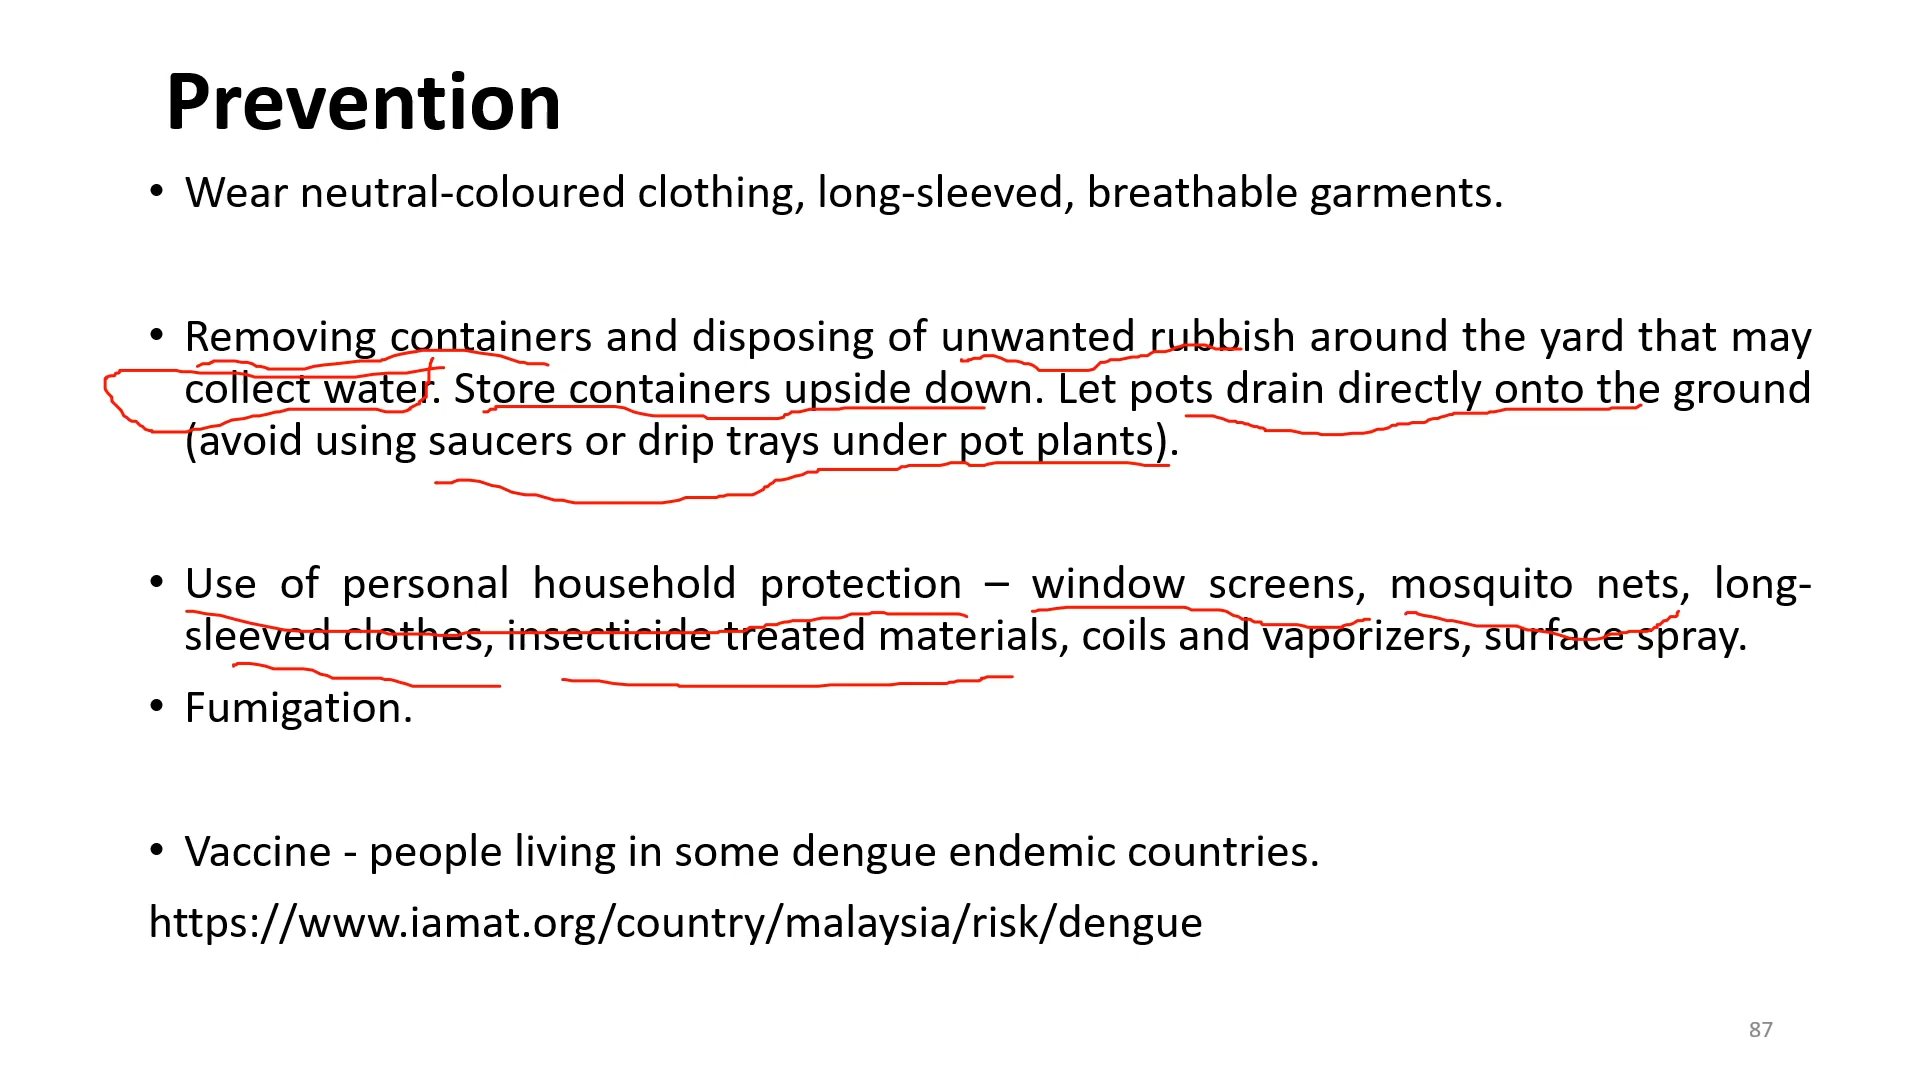 Prevention
• Wear neutral-coloured clothing, long-sleeved, breathable garments.
• Removing containers and disposing of unwanted rubbish around the yard that may
collect water. Store containers upside down. Let pots drain directly onto the ground
(avoid using saucers or drip trays under pot plants).
• Use of personal household protection – window screens, mosquito nets, long-
sleeved clothes, insecticide treated materials, coils and vaporizers, surface spray.
• Fumigation.
• Vaccine - people living in some dengue endemic countries.
https://www.iamat.org/country/malaysia/risk/dengue
87